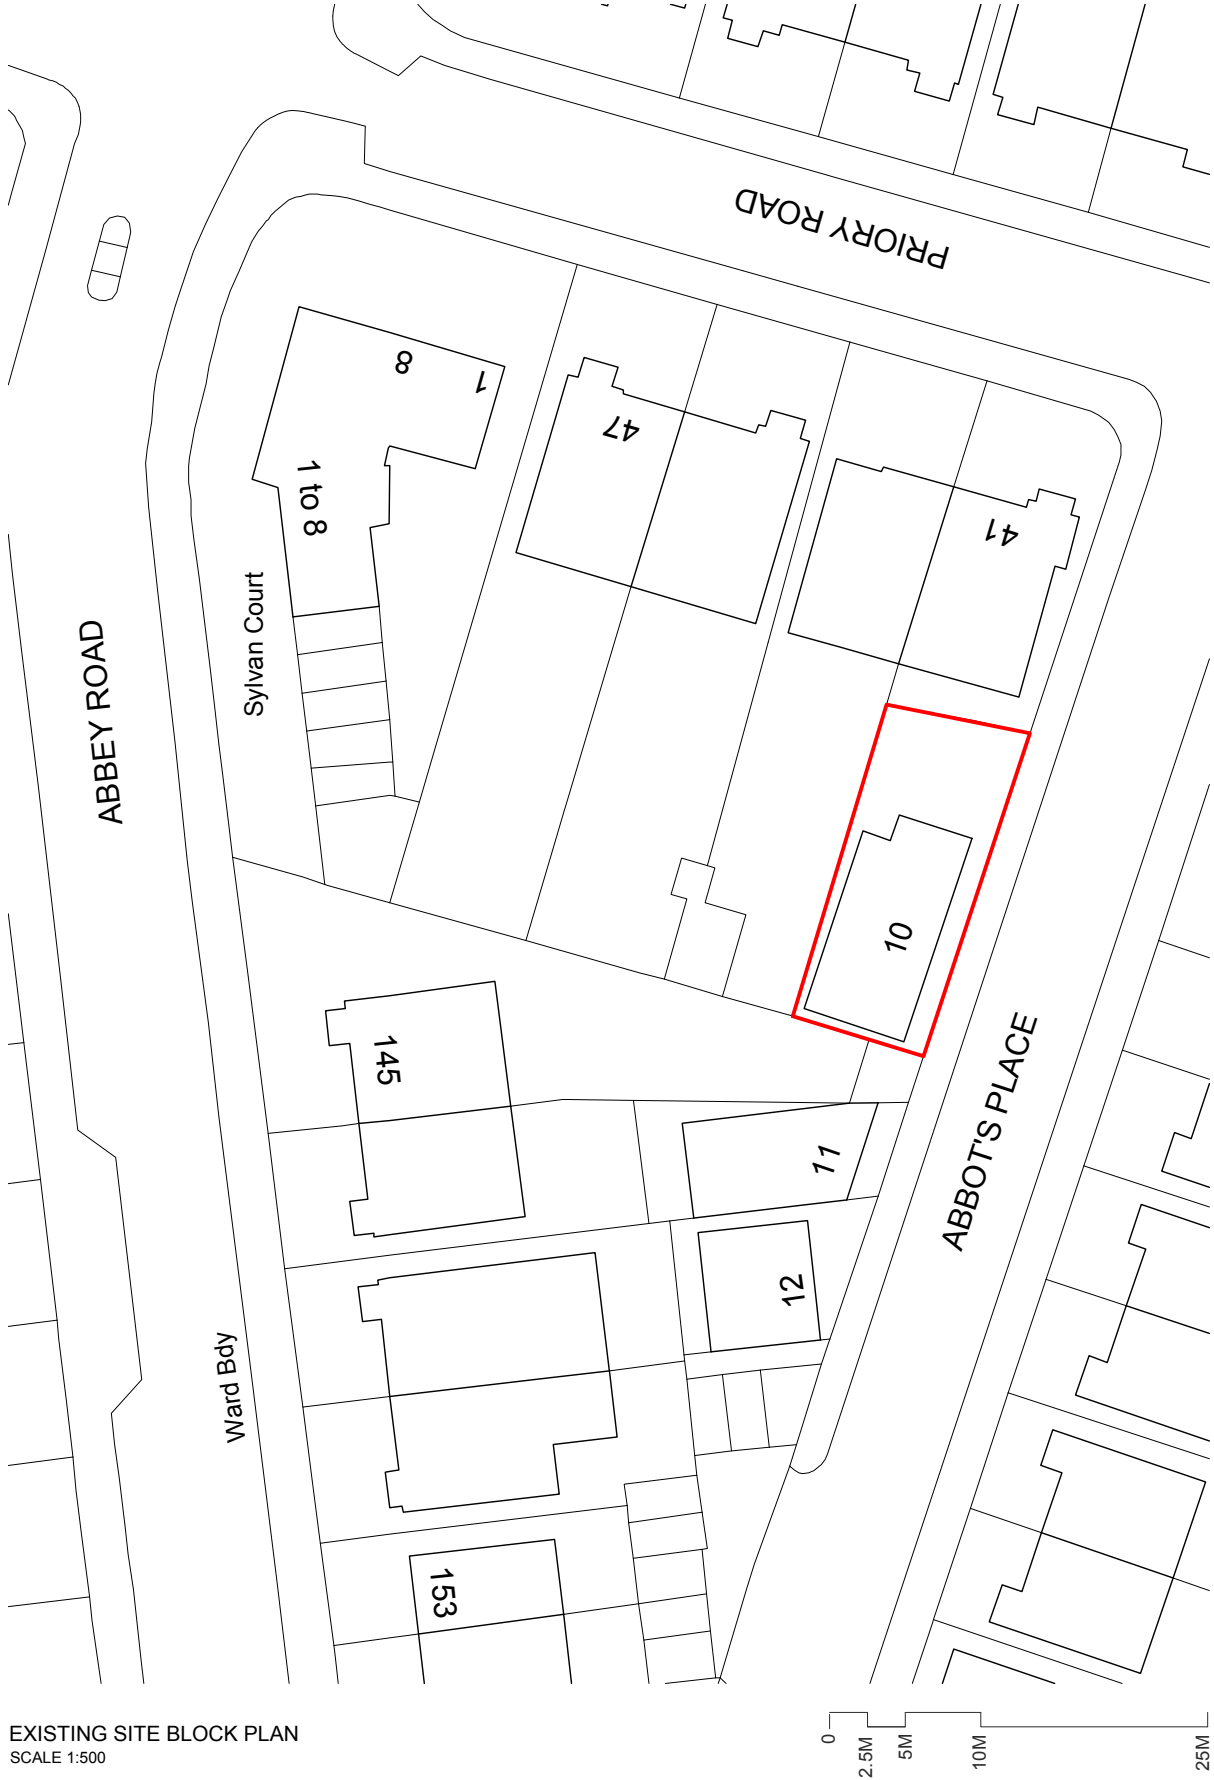 PRIORY ROAD
8
1
47
1 to 8
41
Sylvan Court
ABBEY ROAD
10
145
ABBOT'S PLACE
11
12
Ward Bdy
153
EXISTING SITE BLOCK PLAN
SCALE 1:500
0
2.5M
5M
10M
25M